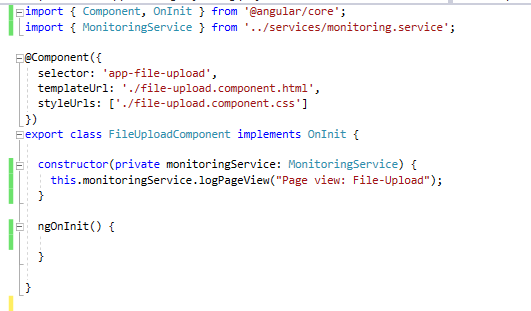 import { Component, OnInit } from '@angular/core';
import { MonitoringService } from '../services/monitoring.service';

@Component({
  selector: 'app-file-upload',
  templateUrl: './file-upload.component.html',
  styleUrls: ['./file-upload.component.css']
})
export class FileUploadComponent implements OnInit {

  constructor(private monitoringService: MonitoringService) {
    this.monitoringService.logPageView("Page view: File-Upload");
  }

  ngOnInit() {

  }

}